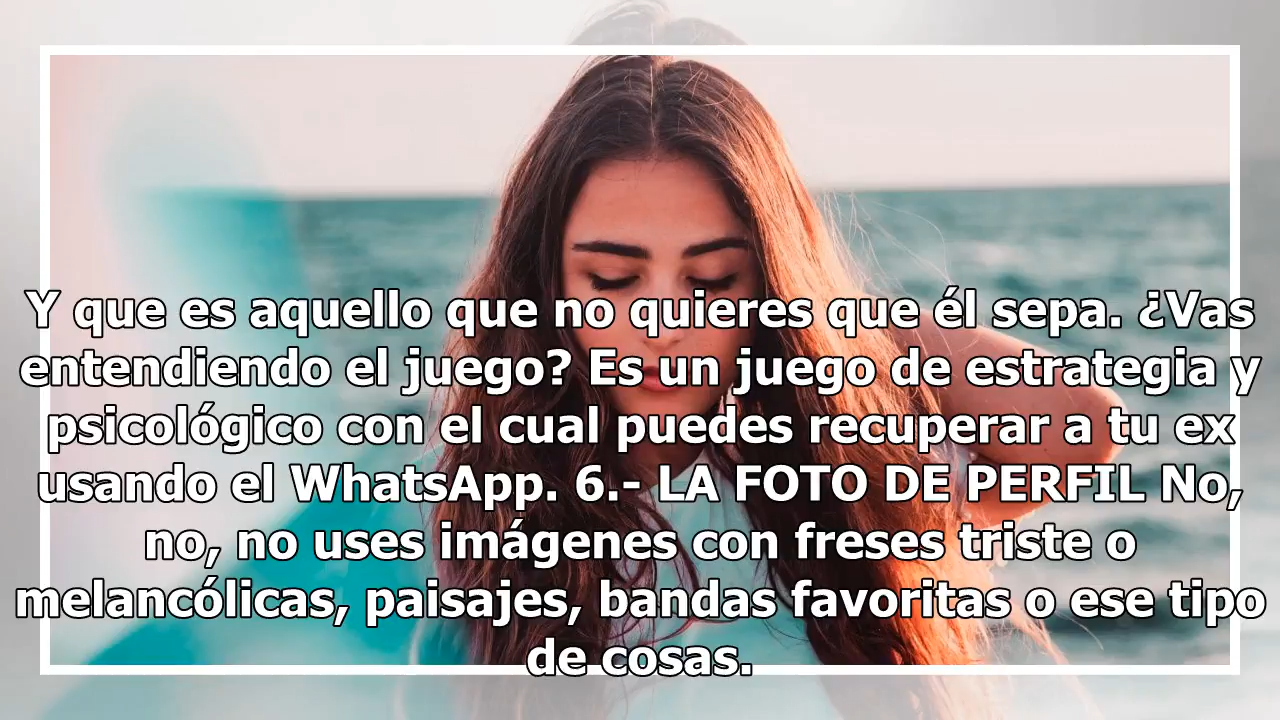 Y que es aquello que no quieres que él sepa. ¿Vas
entendiendo el juego? Es un juego de estrategia y
psicológico con el cual puedes recuperar a tu ex
usando el WhatsApp. 6.- LA FOTO DE PERFIL No,
no, no uses imágenes con freses triste o
melancólicas, paisajes, bandas favoritas o ese tipo
de cosas.